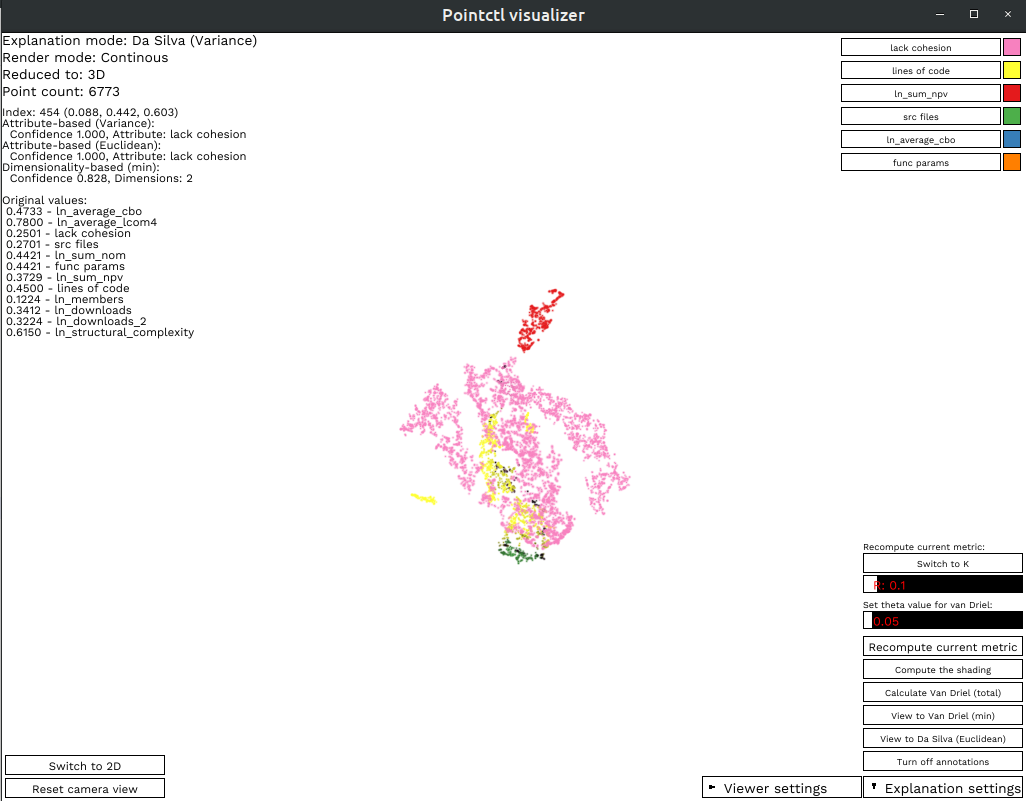 Pointctl visualizer
Explanation mode: Da Silva (Variance)
Render mode: Continous
Reduced to: 3D
Point count: 6773
Index: 454 (0.088, 0.442, 0.603)
Attribute-based (Variance):
Confidence 1.000, Attribute: lack cohesion
Attribute-based (Euclidean):
Confidence 1.000, Attribute: lack cohesion
Dimensionality-based (min):
Confidence 0.828, Dimensions: 2
Original values:
0.4733 - ln_average_cbo
0.7800 - ln_average_lcom4
0.2501 - lack cohesion
0.2701 - src files
0.4421 - ln_sum_nom
0.4421 - func params
0.3729 - ln_sum_npv
0.4500 - lines of code
0.1224 - ln_members
0.3412 - ln_downloads
0.3224 - ln_downloads_2
0.6150 - ln_structural_complexity
lack cohesion
lines of code
ln_sum_npv
src files
ln_average_cbo
func params
Recompute current metric:
Switch to K
R: 0.1
Set theta value for van Driel:
0.05
Recompute current metric
Compute the shading
Calculate Van Driel (total)
View to Van Driel (min)
View to Da Silva (Euclidean)
Turn off annotations
Switch to 2D
Reset camera view
Viewer settings
Explanation settings